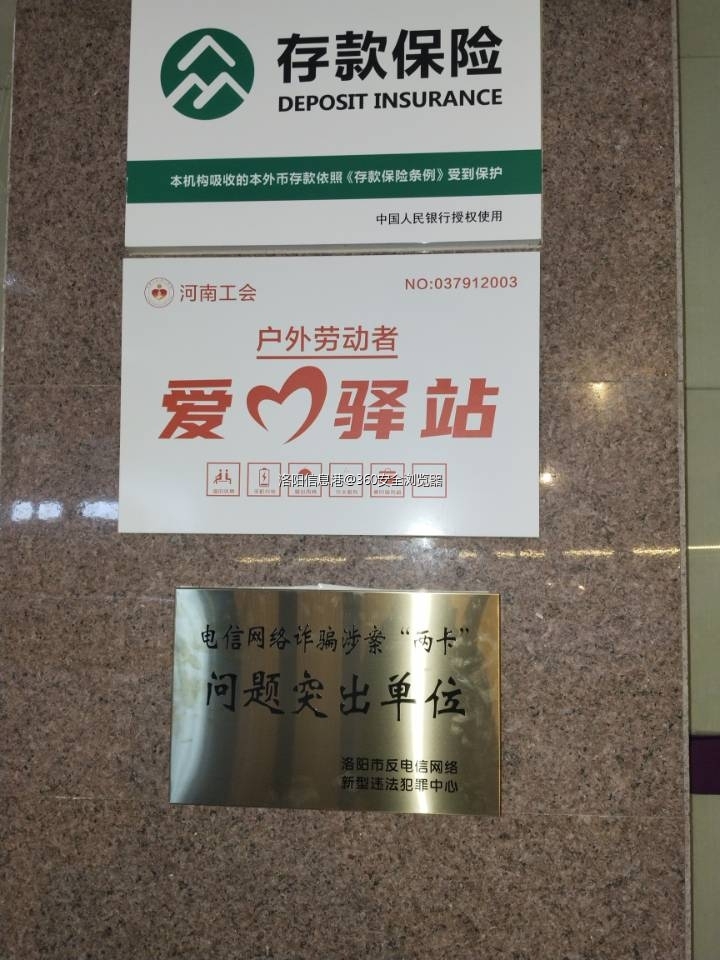 存款保险
DEPOSIT INSURANCE
本机构吸收的本外币存款依照《存款保险条例》受到保护
中国人民银行授权使用
河南工会
NO:037912003
户外劳动者
爱 驿站
洛阳信息港@360安全浏览器
电信网络诈骗涉案“两卡”
问题突出单位
洛阳市反电信网络
新型违法犯罪中心